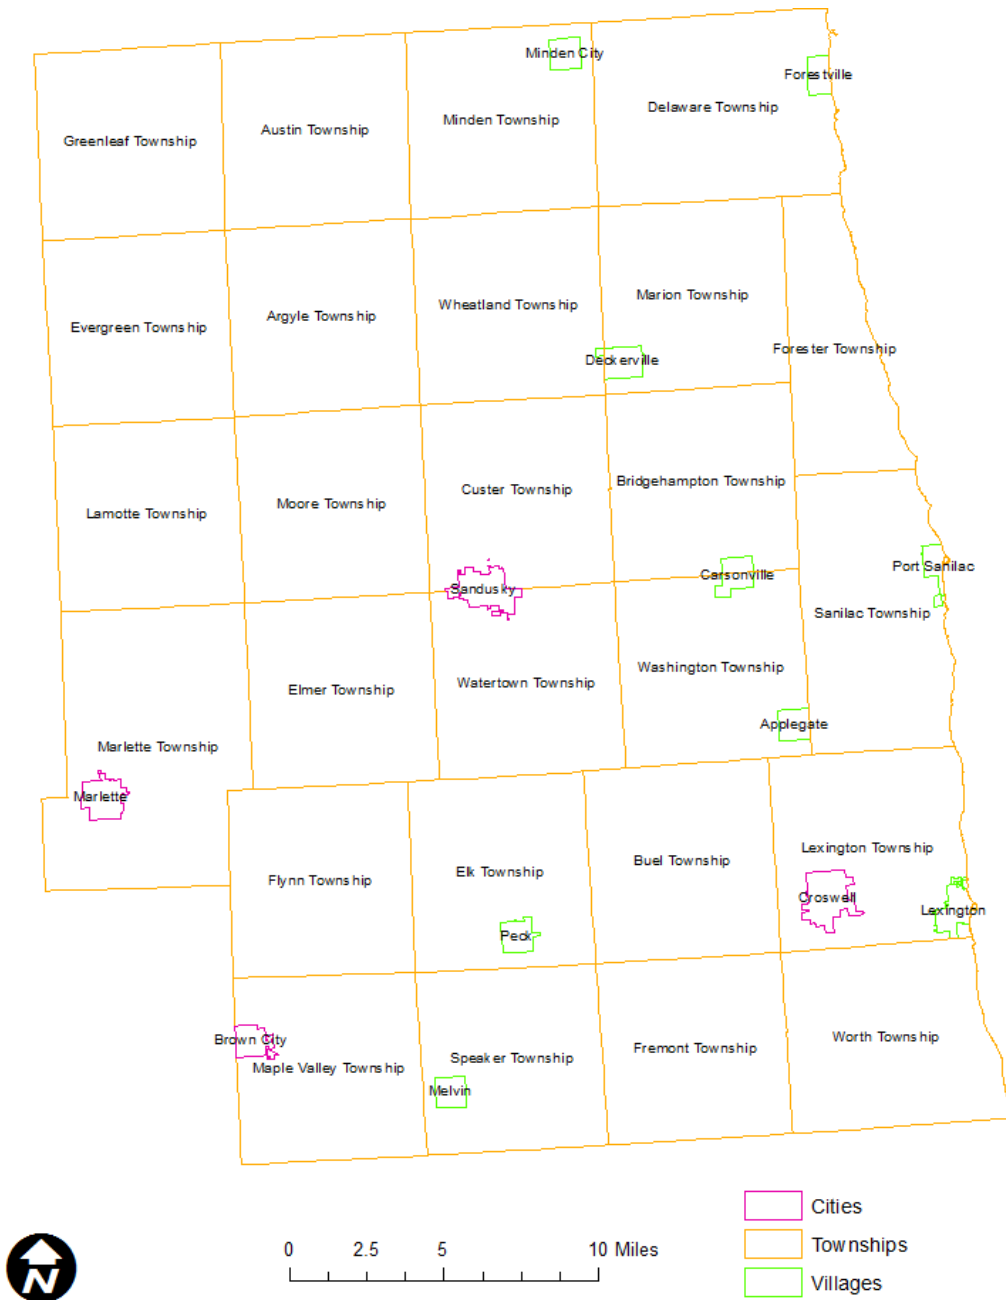 Minden City
Forestville
Delaware Township
Minden Township
Austin Township
Greenleaf Township
Marion Township
Wheatland Township
Argyle Township
Evergreen Township
Forester Township
Deckerville
Bridgehampton Township
Custer Township
Moore Township
Lamotte Township
Port Sanilac
Carsonville
Sandusky
Sanilac Township
Washington Township
Watertown Township
Elmer Township
Applegate
Marlette Township
Marlette
Lexington Township
Buel Township
Elk Township
Flynn Township
Croswell
Lexington
Peck
Worth Township
Brown City
Fremont Township
Speaker Township
Maple Valley Township
Melvin
Cities
Townships
Villages
0 2.5 5 10 Miles
N